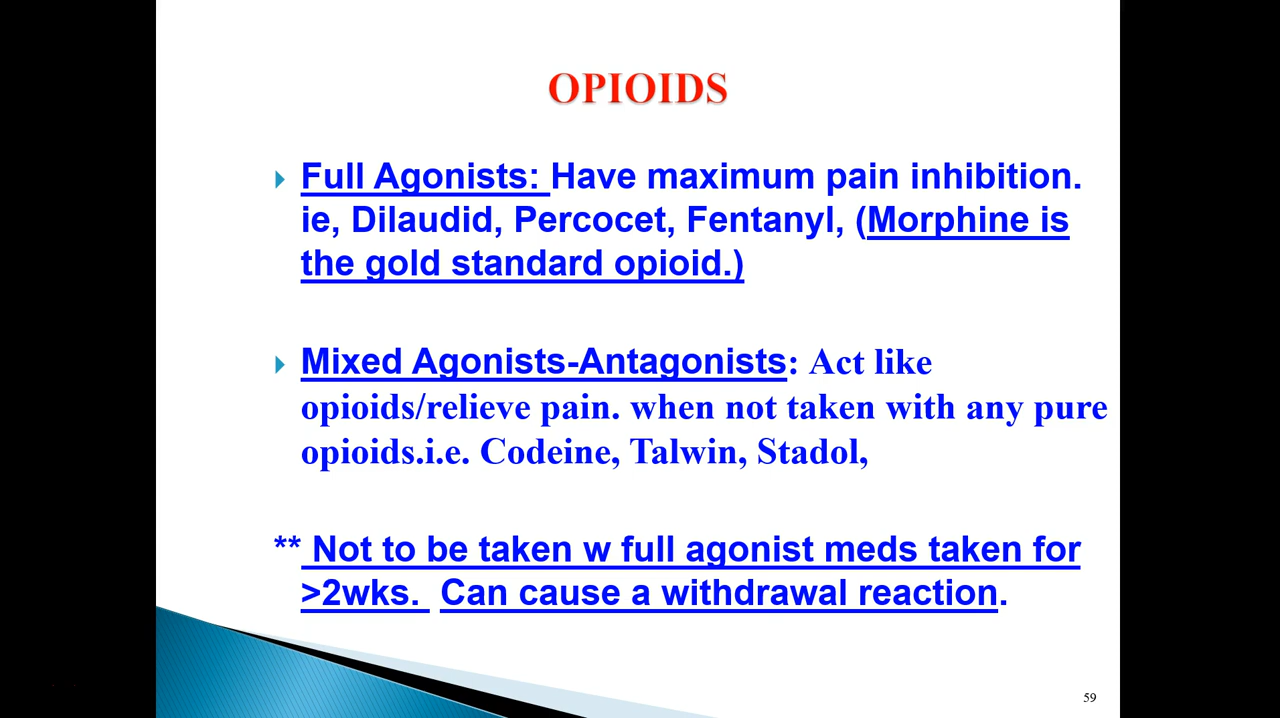 OPIOIDS
Full Agonists: Have maximum pain inhibition.
ie, Dilaudid, Percocet, Fentanyl, (Morphine is
the gold standard opioid.)
Mixed Agonists-Antagonists: Act like
opioids/relieve pain. when not taken with any pure
opioids.i.e. Codeine, Talwin, Stadol,
** Not to be taken w full agonist meds taken for
>2wks. Can cause a withdrawal reaction.
59